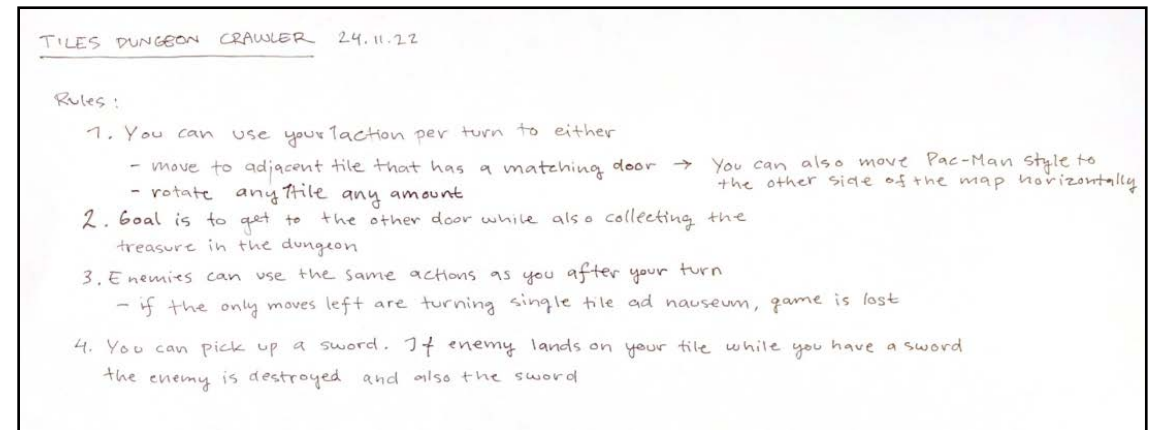 TILES DUNGEON CRAWLER 24.11.22
Rules:
1. You can use your 1action per turn to either
- move to adjacent tile that has a matching door → You can also move Pac-Man style to
the other side of the map horizontally
- rotate any 1tile any amount
2. Goal is to get to the other door while also collecting the
treasure in the dungeon
3. Enemies can use the same actions as you after your turn
- if the only moves left are turning single tile ad nauseum, game is lost
4. You can pick up a sword. If enemy lands on your tile while you have a sword
the enemy is destroyed and also the sword